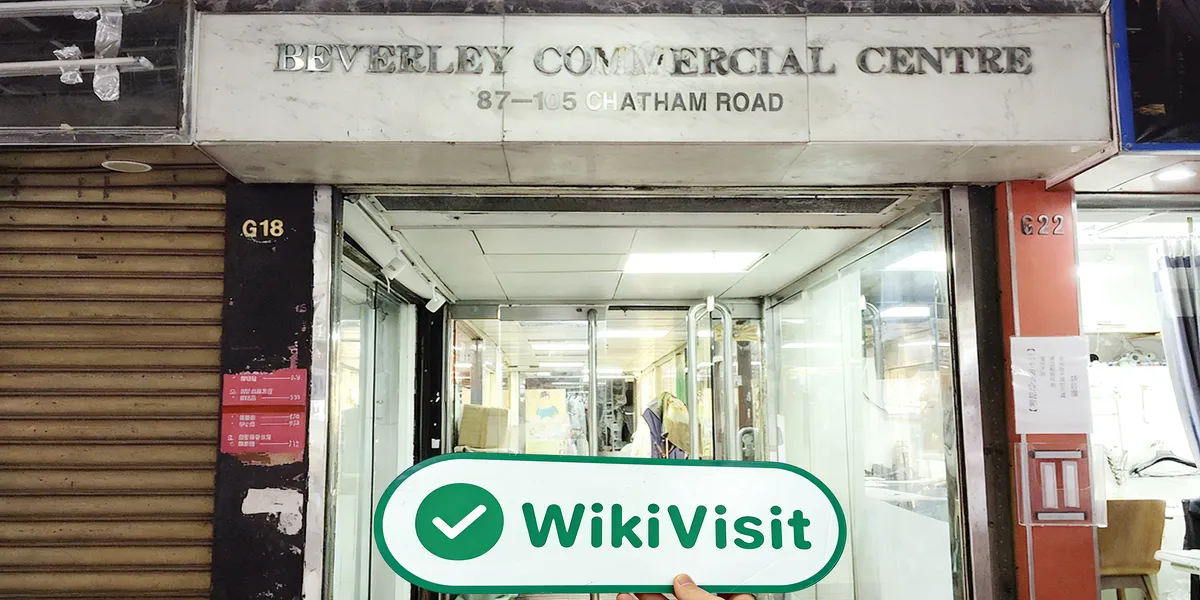 BEVERLEY COMMERCIAL CENTRE
87—105 CHATHAM ROAD
G18
G22
WikiVisit